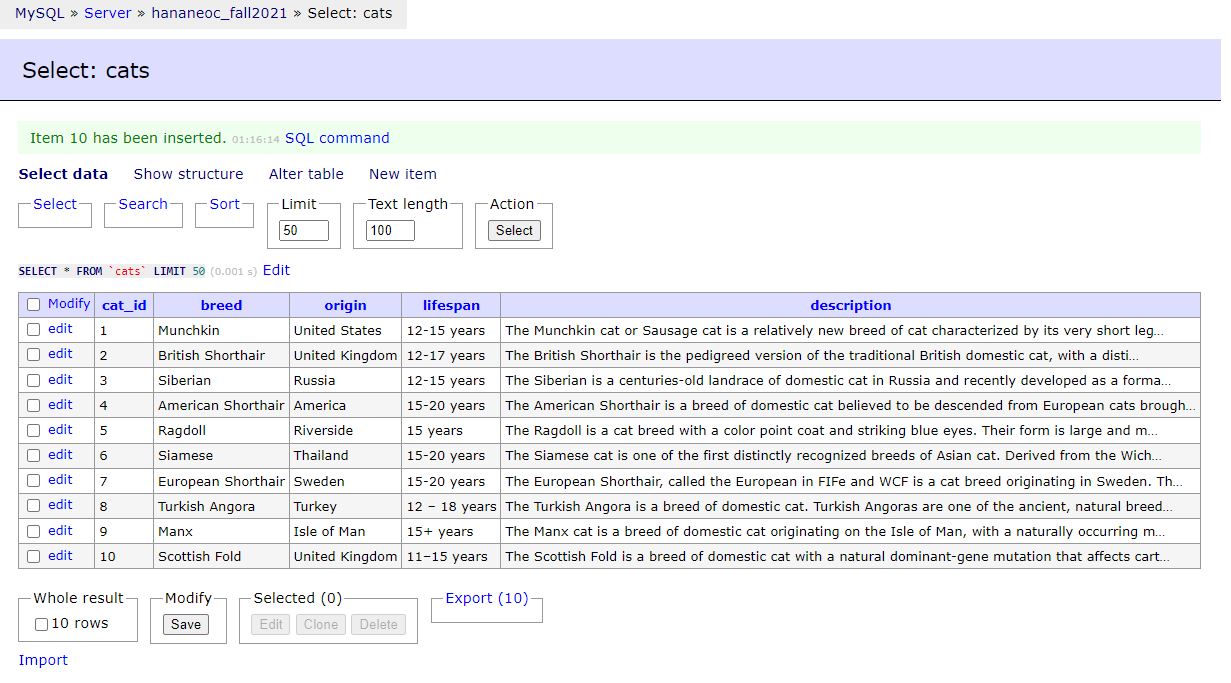 MySQL » Server » hananeoc_fall2021 » Select: cats
Select: cats
Item 10 has been inserted. 01:16:14 SQL command
Select data Show structure Alter table New item
Select Search Sort Limit Text length Action
50 100 Select
SELECT * FROM `cats` LIMIT 50 (0.001 s) Edit
Modify cat_id breed origin lifespan description
edit 1 Munchkin United States 12-15 years The Munchkin cat or Sausage cat is a relatively new breed of cat characterized by its very short leg...
edit 2 British Shorthair United Kingdom 12-17 years The British Shorthair is the pedigreed version of the traditional British domestic cat, with a disti...
edit 3 Siberian Russia 12-15 years The Siberian is a centuries-old landrace of domestic cat in Russia and recently developed as a forma...
edit 4 American Shorthair America 15-20 years The American Shorthair is a breed of domestic cat believed to be descended from European cats brough...
edit 5 Ragdoll Riverside 15 years The Ragdoll is a cat breed with a color point coat and striking blue eyes. Their form is large and m...
edit 6 Siamese Thailand 15-20 years The Siamese cat is one of the first distinctly recognized breeds of Asian cat. Derived from the Wich...
edit 7 European Shorthair Sweden 15-20 years The European Shorthair, called the European in FIFe and WCF is a cat breed originating in Sweden. Th...
edit 8 Turkish Angora Turkey 12 – 18 years The Turkish Angora is a breed of domestic cat. Turkish Angoras are one of the ancient, natural breed...
edit 9 Manx Isle of Man 15+ years The Manx cat is a breed of domestic cat originating on the Isle of Man, with a naturally occurring m...
edit 10 Scottish Fold United Kingdom 11–15 years The Scottish Fold is a breed of domestic cat with a natural dominant-gene mutation that affects cart...
Whole result Modify Selected (0) Export (10)
10 rows Save Edit Clone Delete
Import